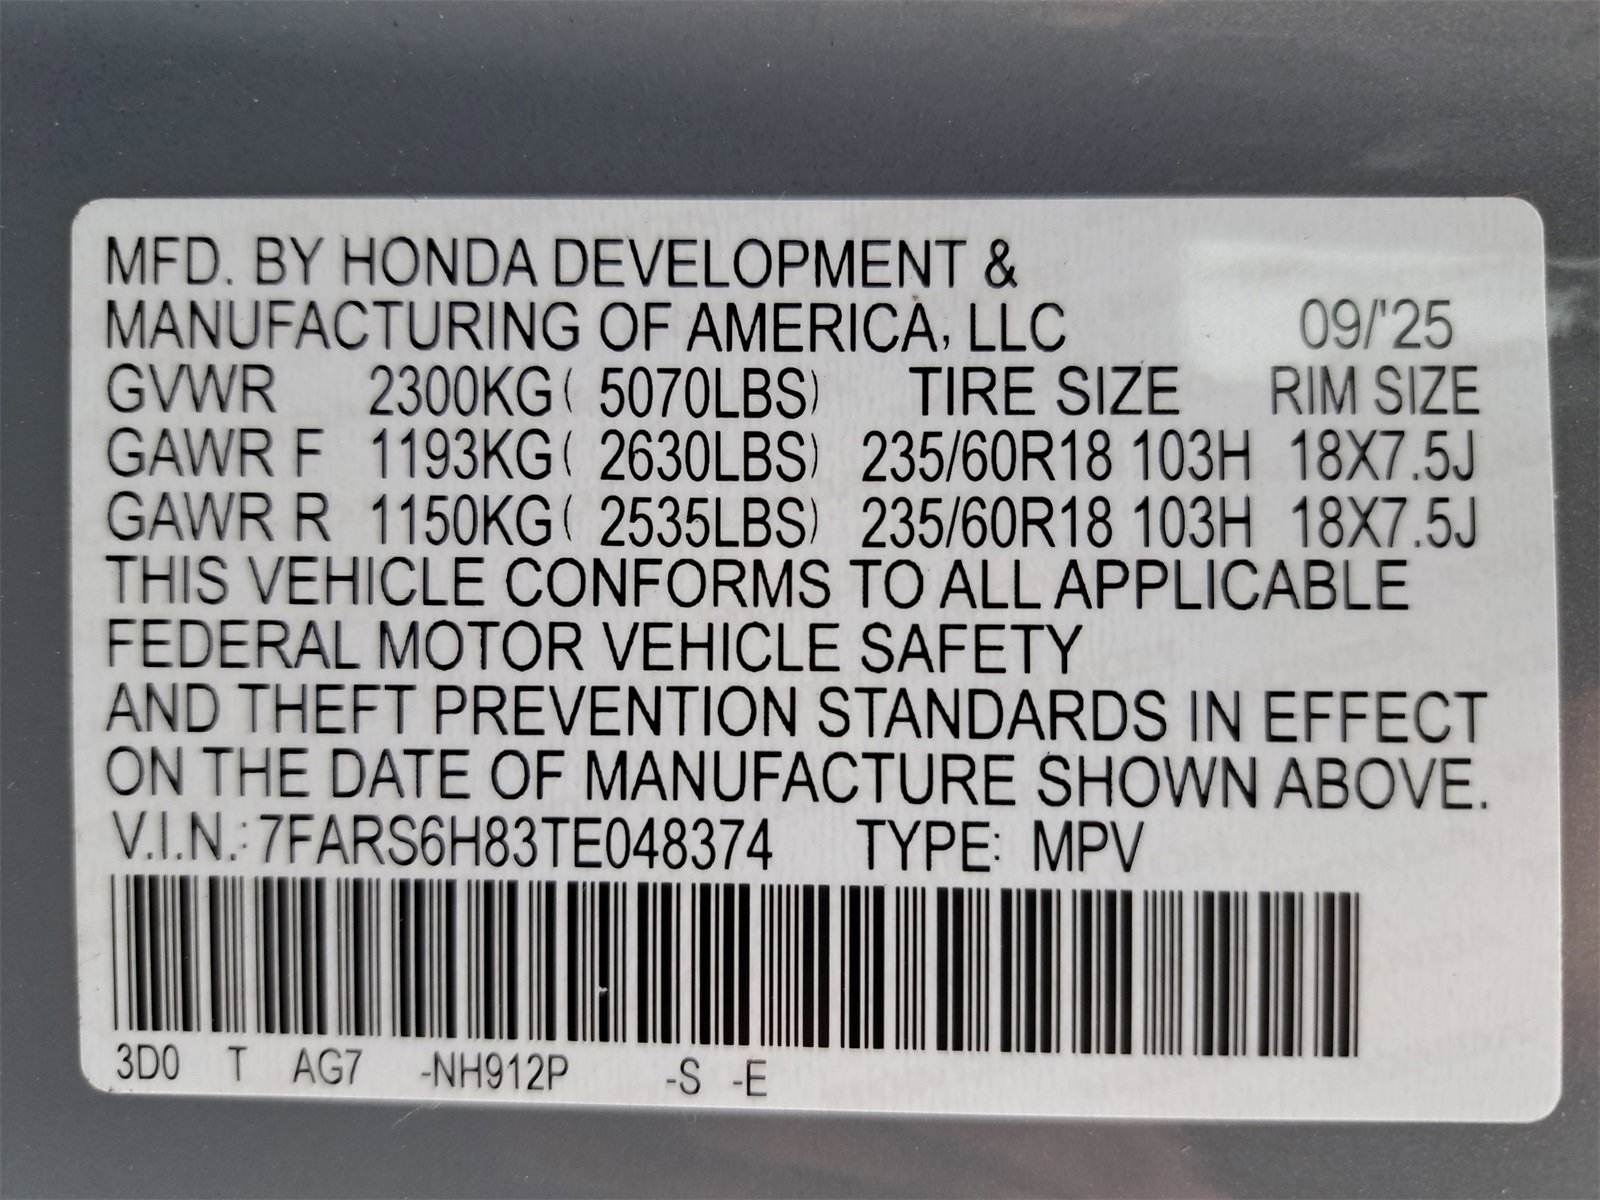 MFD. BY HONDA DEVELOPMENT &
MANUFACTURING OF AMERICA, LLC 09/'25
GVWR 2300KG( 5070LBS) TIRE SIZE RIM SIZE
GAWR F 1193KG( 2630LBS) 235/60R18 103H 18X7.5J
GAWR R 1150KG( 2535LBS) 235/60R18 103H 18X7.5J
THIS VEHICLE CONFORMS TO ALL APPLICABLE
FEDERAL MOTOR VEHICLE SAFETY
AND THEFT PREVENTION STANDARDS IN EFFECT
ON THE DATE OF MANUFACTURE SHOWN ABOVE.
V.I.N.: 7FARS6H83TE048374 TYPE: MPV
3D0 T AG7 -NH912P -S -E